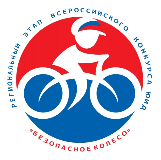 РЕГИОНАЛЬНЫЙ ЭТАП ВСЕРОССИЙСКОГО КОНКУРСА ЮИД
«БЕЗОПАСНОЕ КОЛЕСО»